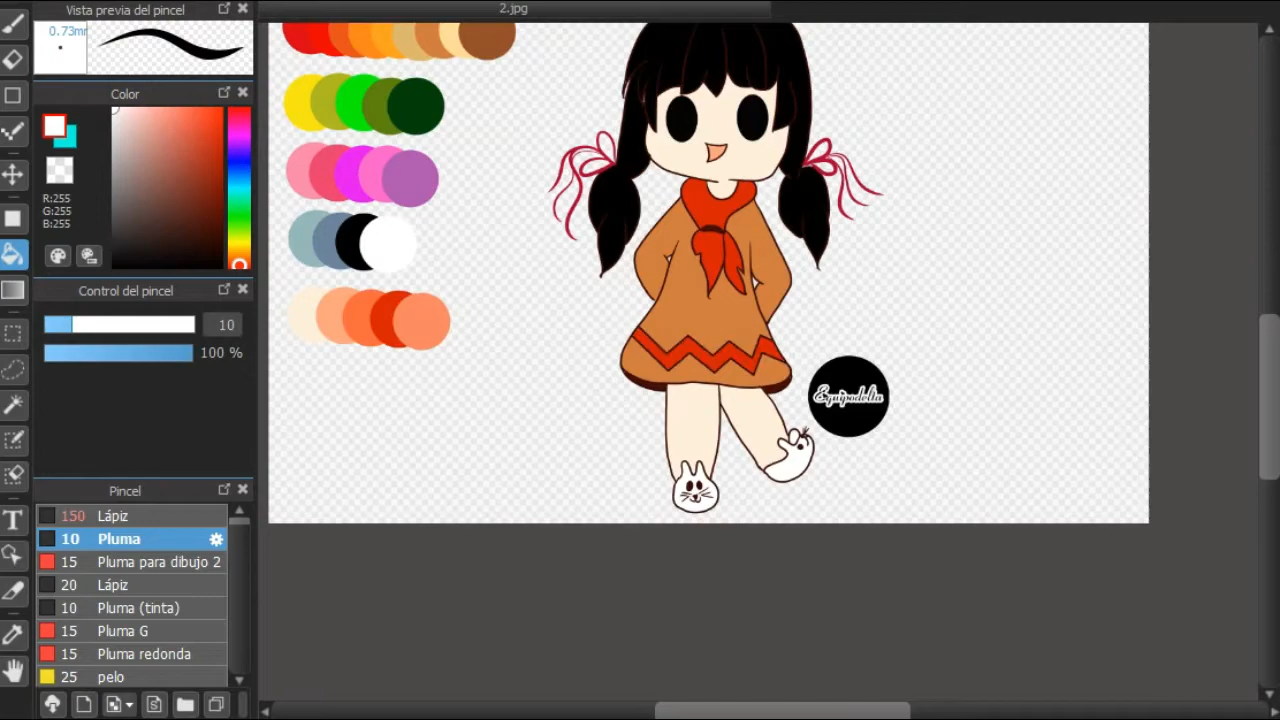 Vista previa del pincel
2.jpg
0.73m
Color
R:255
G:255
B:255
Control del pincel
10
100 %
Equipodelta
Pincel
150 Lápiz
10 Pluma
15 Pluma para dibujo 2
20 Lápiz
10 Pluma (tinta)
15 Pluma G
15 Pluma redonda
25 pelo
T
S